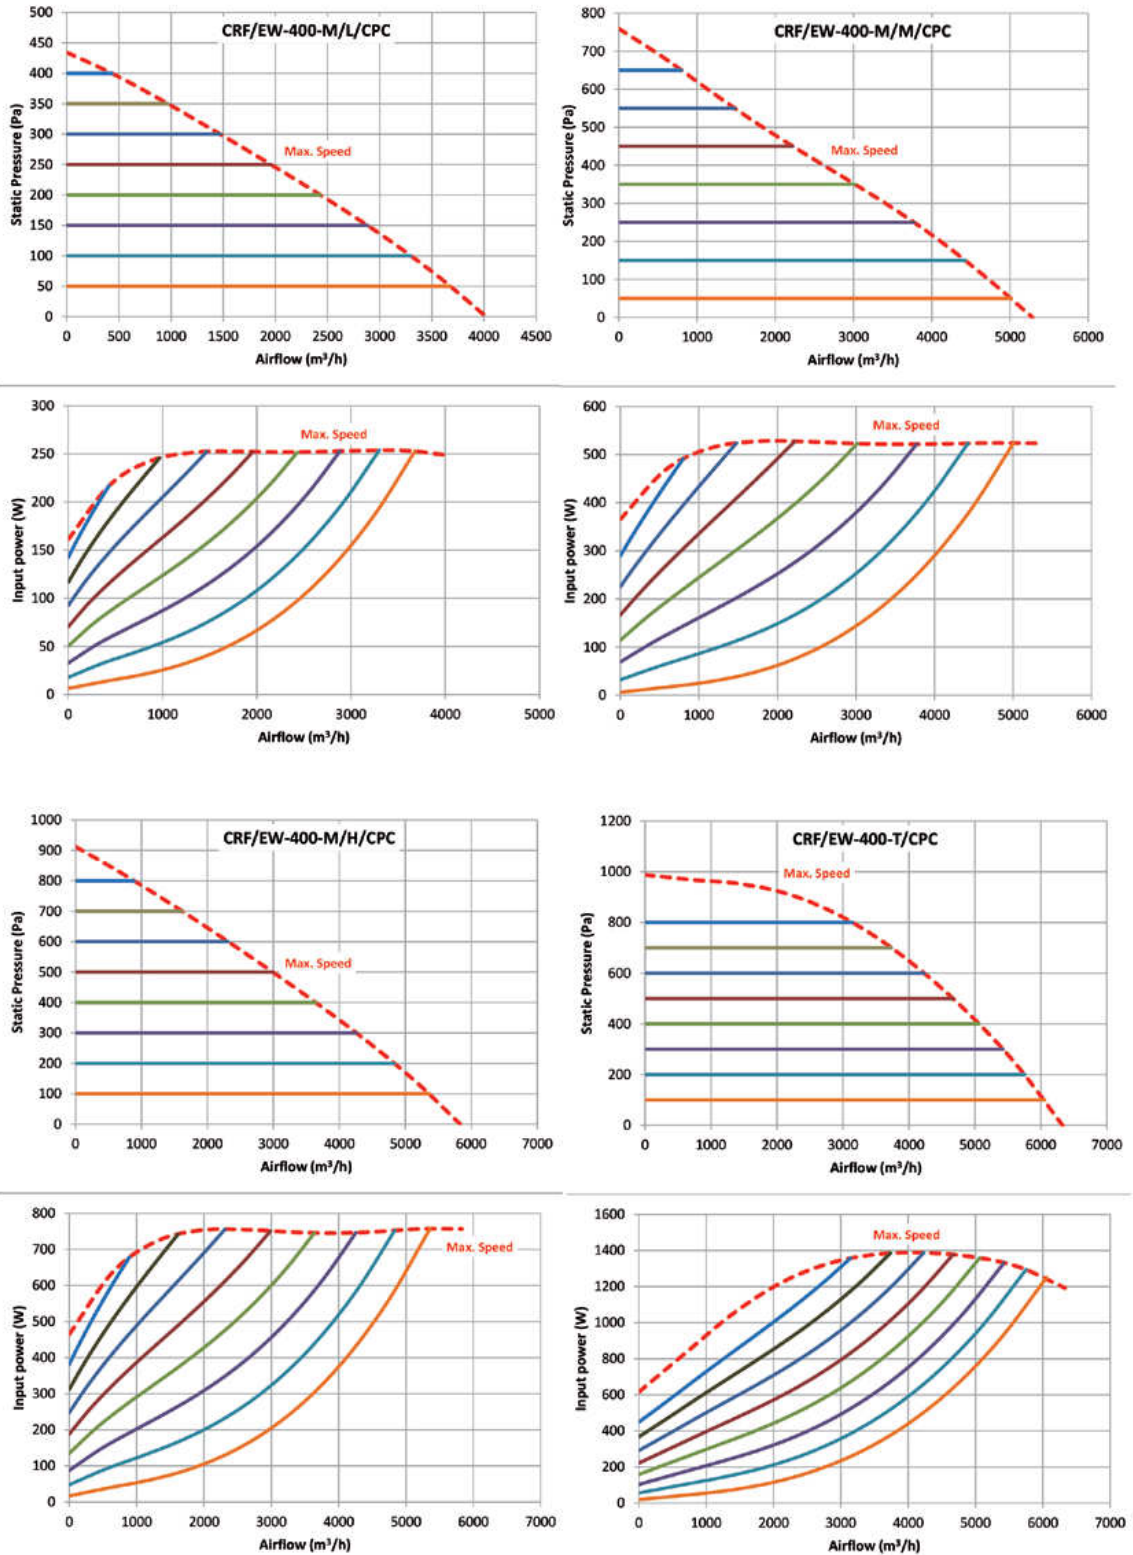 CRF/EW-400-M/L/CPC
Static Pressure (Pa)
500
450
400
350
300
250
200
150
100
50
0
Max. Speed
0 500 1000 1500 2000 2500 3000 3500 4000 4500
Airflow (m³/h)
CRF/EW-400-M/M/CPC
Static Pressure (Pa)
800
700
600
500
400
300
200
100
0
Max. Speed
0 1000 2000 3000 4000 5000 6000
Airflow (m³/h)
Input power (W)
300
250
200
150
100
50
0
Max. Speed
0 1000 2000 3000 4000 5000
Airflow (m³/h)
Input power (W)
600
500
400
300
200
100
0
Max. Speed
0 1000 2000 3000 4000 5000 6000
Airflow (m³/h)
CRF/EW-400-M/H/CPC
Static Pressure (Pa)
1000
900
800
700
600
500
400
300
200
100
0
Max. Speed
0 1000 2000 3000 4000 5000 6000 7000
Airflow (m³/h)
CRF/EW-400-T/CPC
Static Pressure (Pa)
1200
1000
800
600
400
200
0
Max. Speed
0 1000 2000 3000 4000 5000 6000 7000
Airflow (m³/h)
Input power (W)
800
700
600
500
400
300
200
100
0
Max. Speed
0 1000 2000 3000 4000 5000 6000 7000
Airflow (m³/h)
Input power (W)
1600
1400
1200
1000
800
600
400
200
0
Max. Speed
0 1000 2000 3000 4000 5000 6000 7000
Airflow (m³/h)